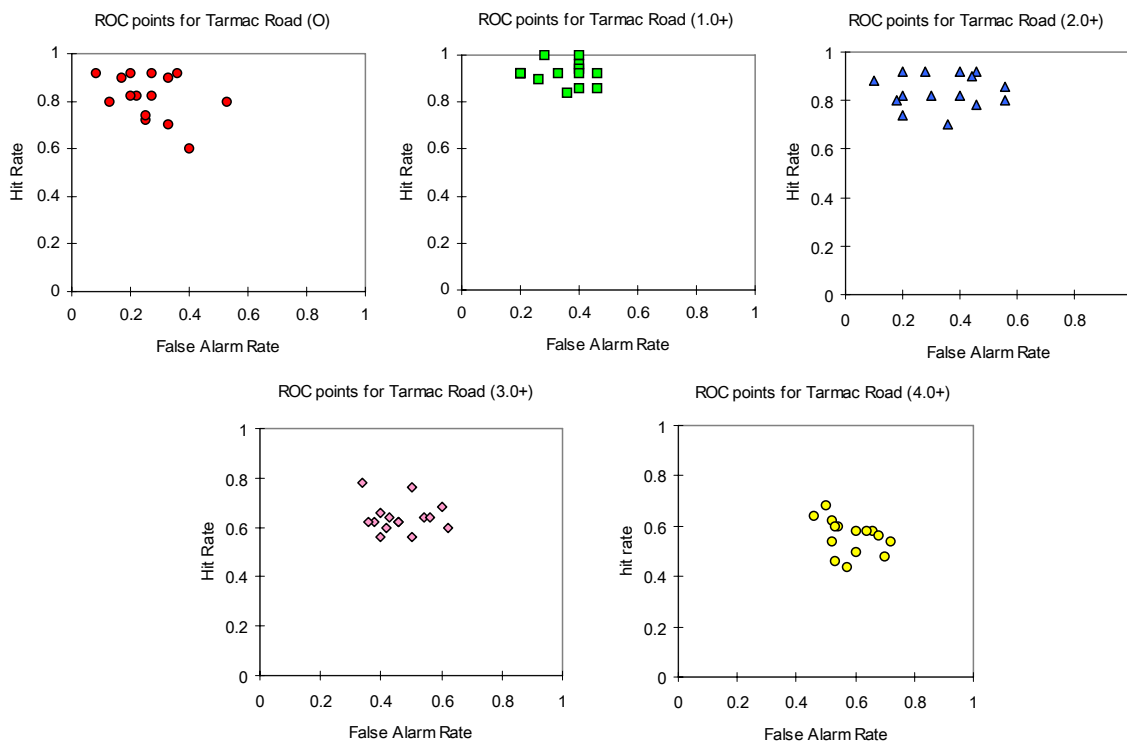 ROC points for Tarmac Road (O)
Hit Rate
1
0.8
0.6
0.4
0.2
0
0 0.2 0.4 0.6 0.8 1
False Alarm Rate
ROC points for Tarmac Road (1.0+)
Hit Rate
1
0.8
0.6
0.4
0.2
0
0 0.2 0.4 0.6 0.8 1
False Alarm Rate
ROC points for Tarmac Road (2.0+)
Hit Rate
1
0.8
0.6
0.4
0.2
0
0 0.2 0.4 0.6 0.8
False Alarm Rate
ROC points for Tarmac Road (3.0+)
Hit Rate
1
0.8
0.6
0.4
0.2
0
0 0.2 0.4 0.6 0.8 1
False Alarm Rate
ROC points for Tarmac Road (4.0+)
hit rate
1
0.8
0.6
0.4
0.2
0
0 0.2 0.4 0.6 0.8 1
False Alarm Rate